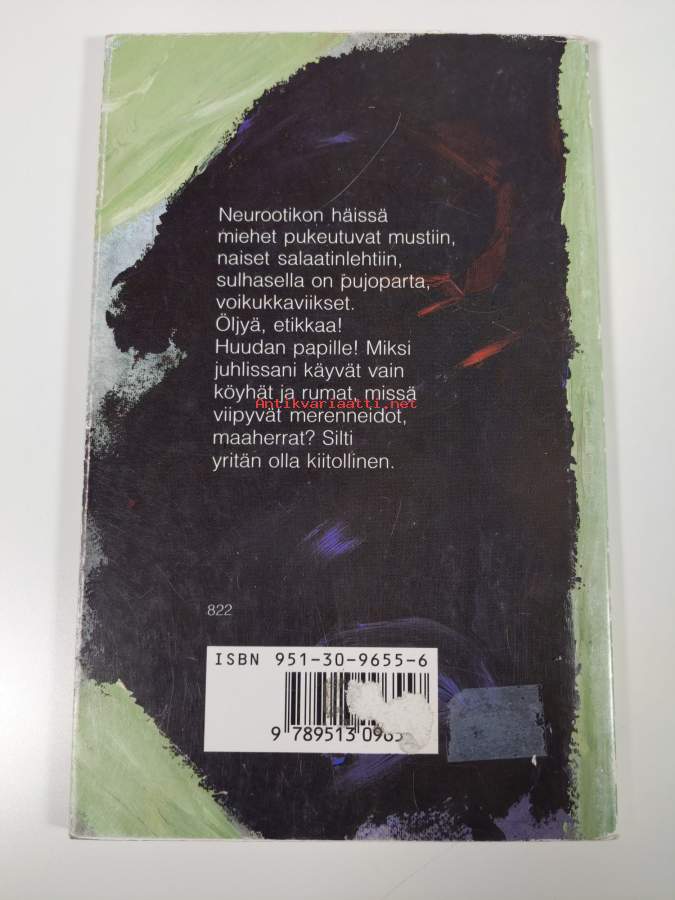 Neurootikon häissä
miehet pukeutuvat mustiin,
naiset salaatinlehtiin,
sulhasella on pujoparta,
voikukkaviikset.
Öljyä, etikkaa!
Huudan papille! Miksi
juhlissani käyvät vain
köyhät ja rumat, missä
Antikvariaatti.net
viipyvät merenneidot,
maaherrat? Silti
yritän olla kiitollinen.
822
ISBN 951-30-9655-6
9 789513 096